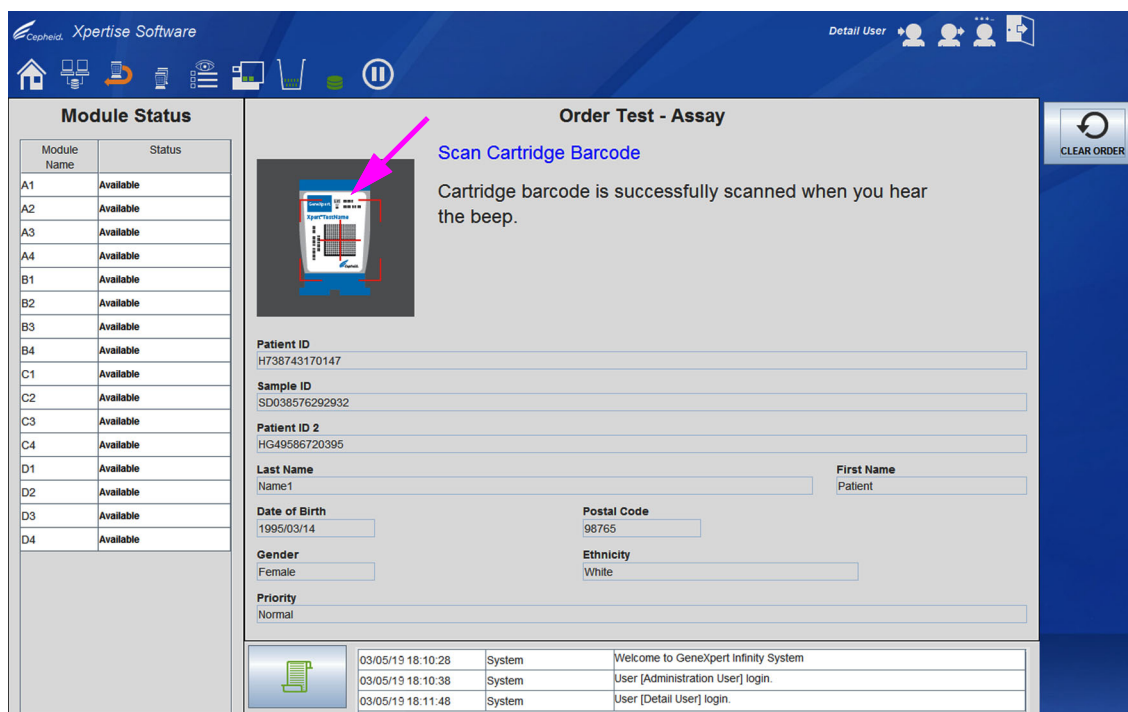 Cepheid. Xpertise Software
Detail User
Module Status
Module Name
Status
A1 Available
A2 Available
A3 Available
A4 Available
B1 Available
B2 Available
B3 Available
B4 Available
C1 Available
C2 Available
C3 Available
C4 Available
D1 Available
D2 Available
D3 Available
D4 Available
Order Test - Assay
Scan Cartridge Barcode
Cartridge barcode is successfully scanned when you hear
the beep.
GeneXpert
Xpert TestName
Cepheid.
Patient ID
H738743170147
Sample ID
SD038576292932
Patient ID 2
HG49586720395
Last Name
Name1
First Name
Patient
Date of Birth
1995/03/14
Postal Code
98765
Gender
Female
Ethnicity
White
Priority
Normal
03/05/19 18:10:28 System Welcome to GeneXpert Infinity System
03/05/19 18:10:38 System User [Administration User] login.
03/05/19 18:11:48 System User [Detail User] login.
CLEAR ORDER